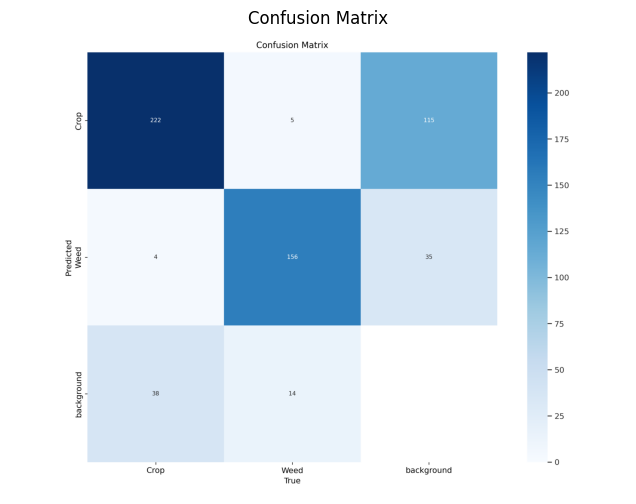 Confusion Matrix
Confusion Matrix
Crop
222
5
115
Predicted
Weed
4
156
35
background
38
14
Crop
Weed
background
True
200
175
150
125
100
75
50
25
0